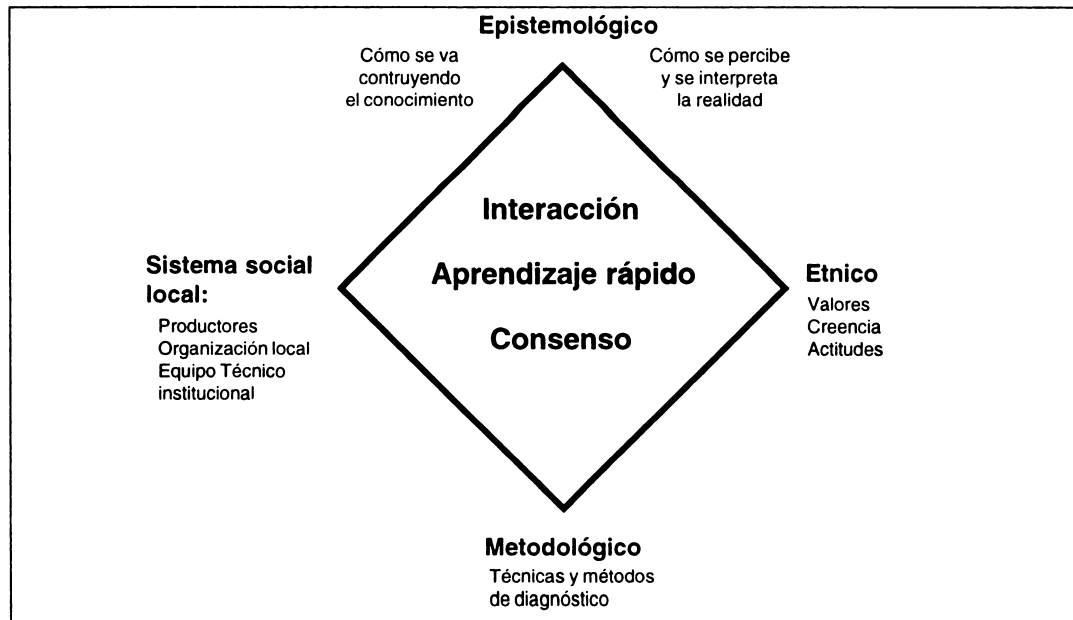 Epistemológico
Cómo se va
contruyendo
el conocimiento
Cómo se percibe
y se interpreta
la realidad
Interacción
Aprendizaje rápido
Consenso
Sistema social
local:
Productores
Organización local
Equipo Técnico
institucional
Etnico
Valores
Creencia
Actitudes
Metodológico
Técnicas y métodos
de diagnóstico